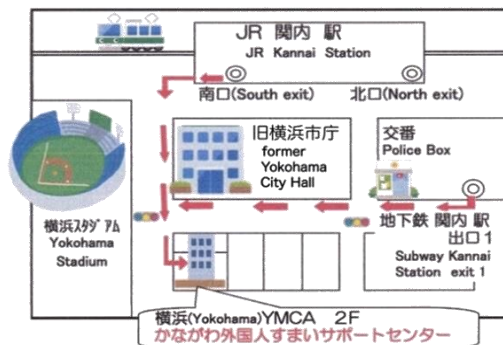 JR 関内 駅
JR Kannai Station
南口(South exit)
北口(North exit)
旧横浜市庁
former
Yokohama
City Hall
交番
Police Box
横浜スタジアム
Yokohama
Stadium
地下鉄 関内 駅
出口1
Subway Kannai
Station exit 1
横浜(Yokohama)YMCA 2F
かながわ外国人すまいサポートセンター